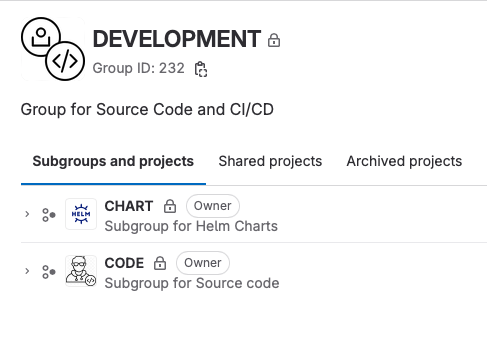 DEVELOPMENT
Group ID: 232
Group for Source Code and CI/CD
Subgroups and projects Shared projects Archived projects
HELM CHART Owner
Subgroup for Helm Charts
CODE Owner
Subgroup for Source code